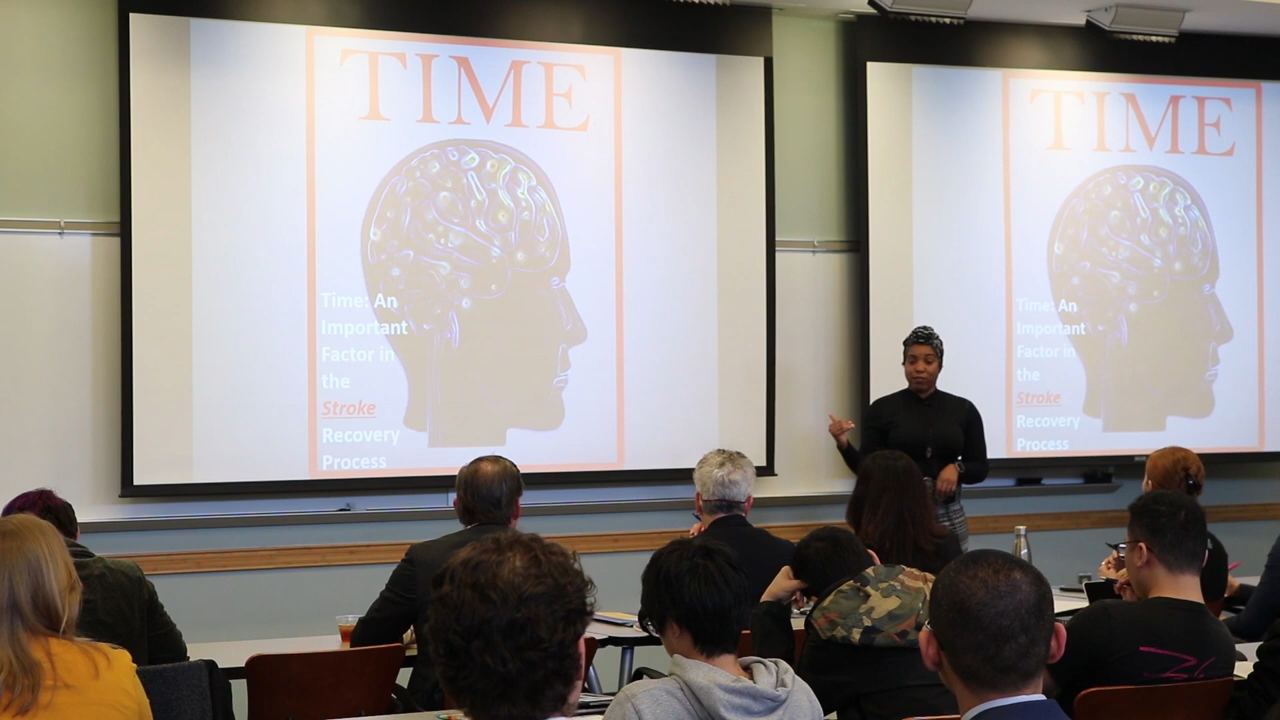 TIME
Time: An
Important
Factor in
the
Stroke
Recovery
Process
TIME
Time: An
Important
Factor in
the
Stroke
Recovery
Process